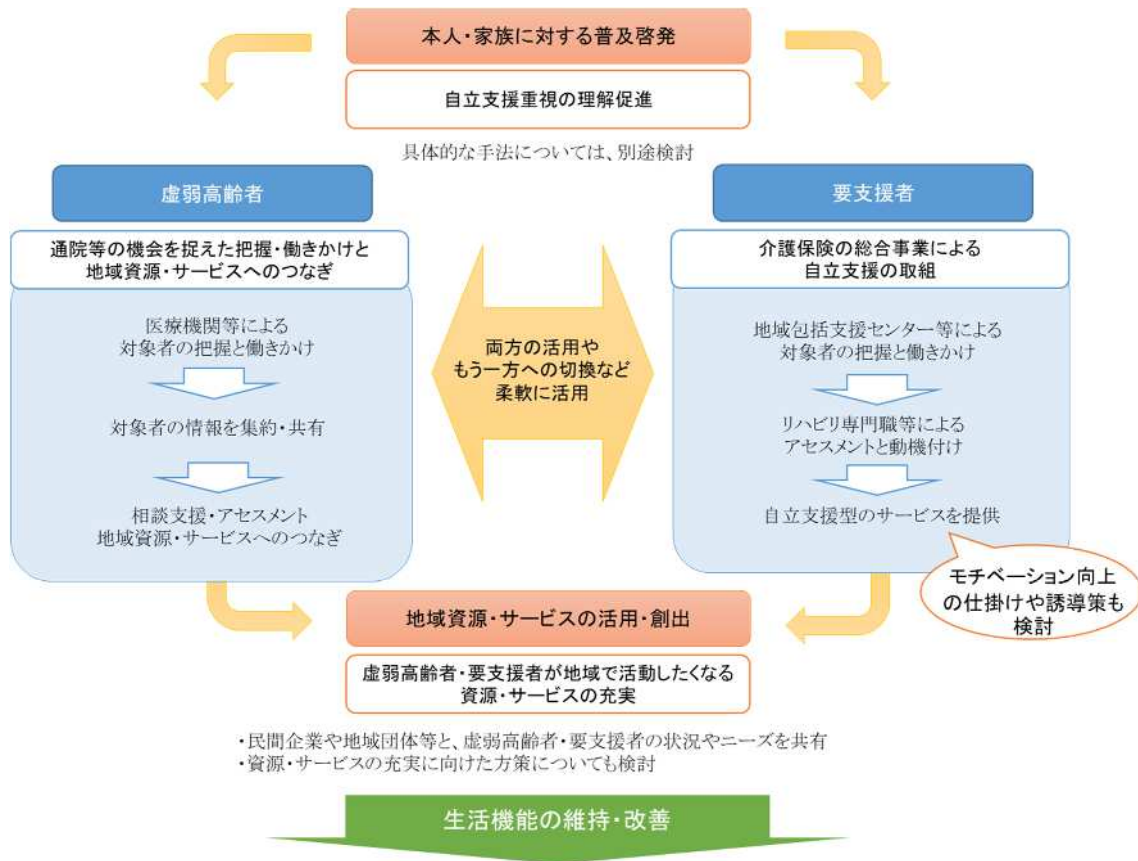 本人・家族に対する普及啓発
自立支援重視の理解促進
具体的な手法については、別途検討
虚弱高齢者
通院等の機会を捉えた把握・働きかけと
地域資源・サービスへのつなぎ
医療機関等による
対象者の把握と働きかけ
対象者の情報を集約・共有
相談支援・アセスメント
地域資源・サービスへのつなぎ
両方の活用や
もう一方への切換など
柔軟に活用
要支援者
介護保険の総合事業による
自立支援の取組
地域包括支援センター等による
対象者の把握と働きかけ
リハビリ専門職等による
アセスメントと動機付け
自立支援型のサービスを提供
モチベーション向上
の仕掛けや誘導策も
検討
地域資源・サービスの活用・創出
虚弱高齢者・要支援者が地域で活動したくなる
資源・サービスの充実
・民間企業や地域団体等と、虚弱高齢者・要支援者の状況やニーズを共有
・資源・サービスの充実に向けた方策についても検討
生活機能の維持・改善